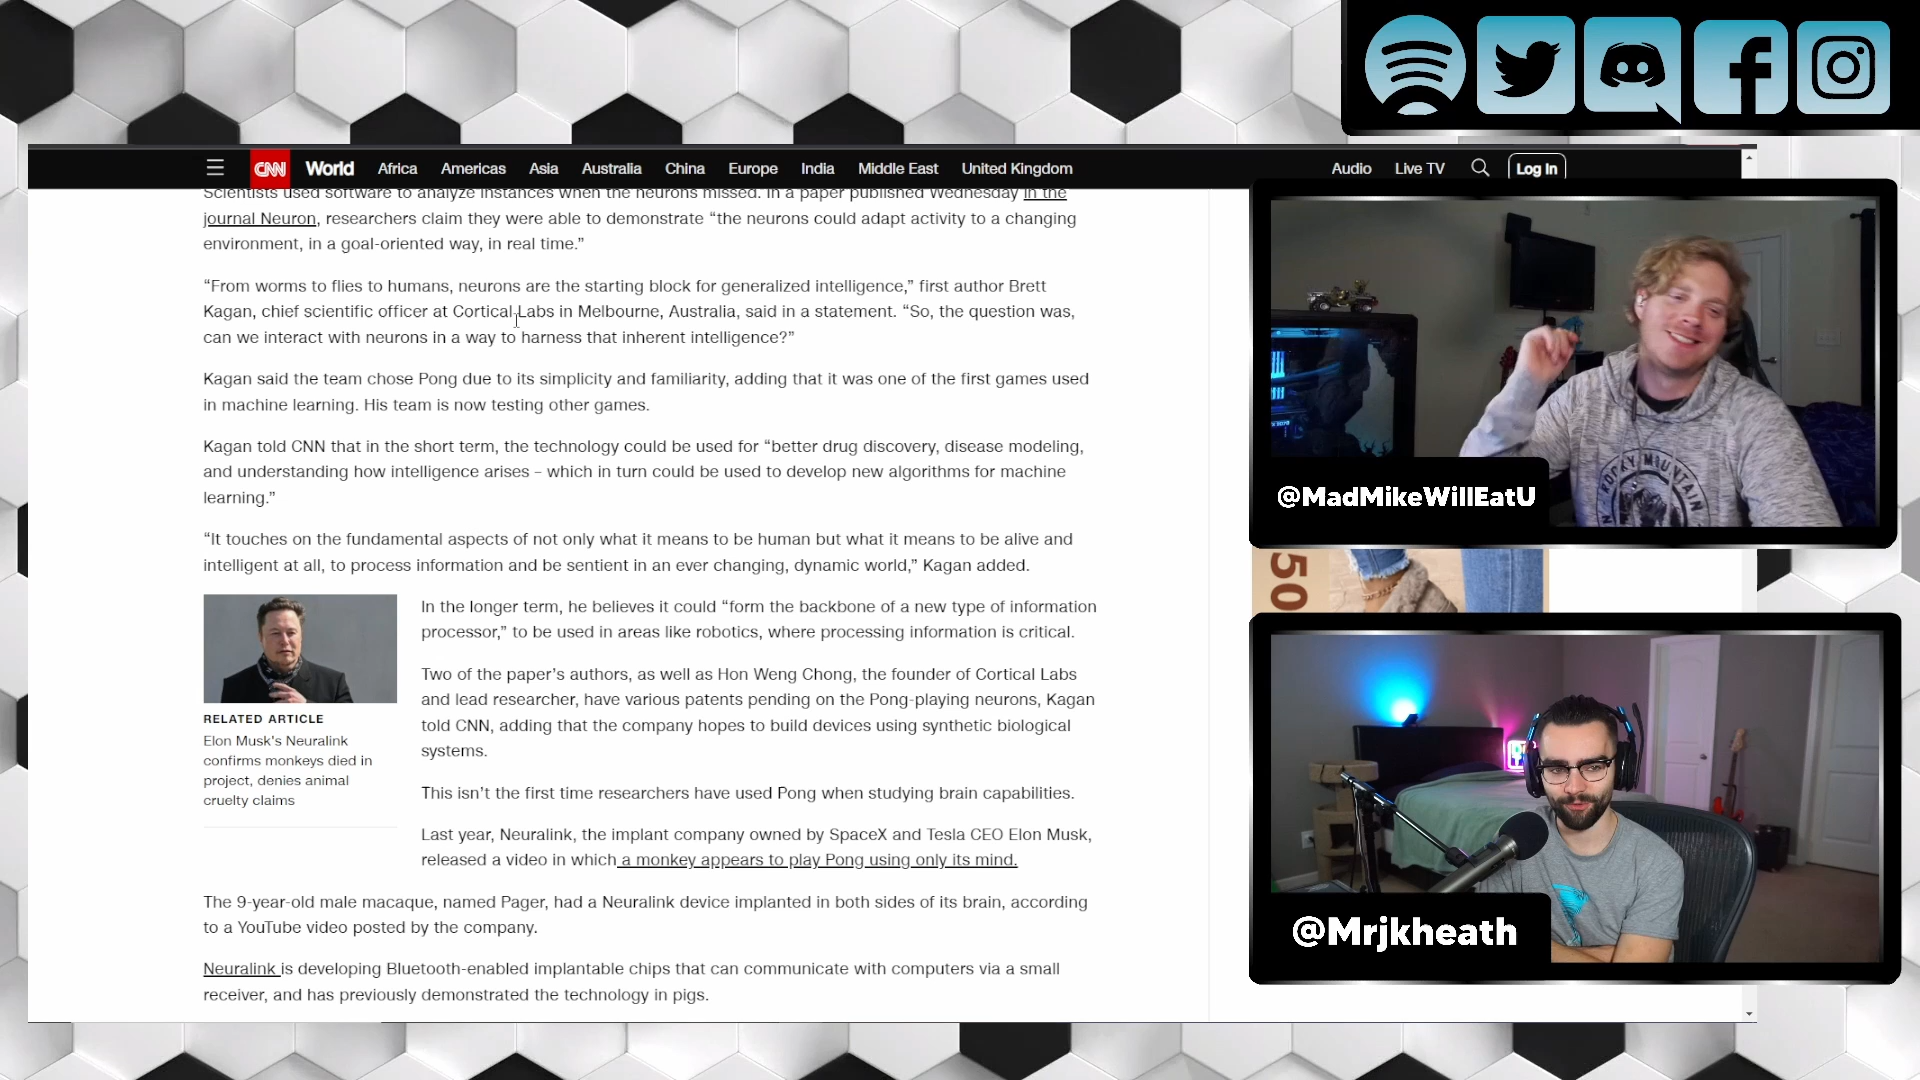 CNN World Africa Americas Asia Australia China Europe India Middle East United Kingdom Audio Live TV Log In
Scientists used software to analyze instances when the neurons missed. In a paper published Wednesday in the
journal Neuron, researchers claim they were able to demonstrate “the neurons could adapt activity to a changing
environment, in a goal-oriented way, in real time.”
“From worms to flies to humans, neurons are the starting block for generalized intelligence,” first author Brett
Kagan, chief scientific officer at Cortical Labs in Melbourne, Australia, said in a statement. “So, the question was,
can we interact with neurons in a way to harness that inherent intelligence?”
Kagan said the team chose Pong due to its simplicity and familiarity, adding that it was one of the first games used
in machine learning. His team is now testing other games.
Kagan told CNN that in the short term, the technology could be used for “better drug discovery, disease modeling,
and understanding how intelligence arises – which in turn could be used to develop new algorithms for machine
learning.”
“It touches on the fundamental aspects of not only what it means to be human but what it means to be alive and
intelligent at all, to process information and be sentient in an ever changing, dynamic world,” Kagan added.
In the longer term, he believes it could “form the backbone of a new type of information
processor,” to be used in areas like robotics, where processing information is critical.
Two of the paper’s authors, as well as Hon Weng Chong, the founder of Cortical Labs
and lead researcher, have various patents pending on the Pong-playing neurons, Kagan
told CNN, adding that the company hopes to build devices using synthetic biological
systems.
This isn’t the first time researchers have used Pong when studying brain capabilities.
Last year, Neuralink, the implant company owned by SpaceX and Tesla CEO Elon Musk,
released a video in which a monkey appears to play Pong using only its mind.
RELATED ARTICLE
Elon Musk's Neuralink
confirms monkeys died in
project, denies animal
cruelty claims
The 9-year-old male macaque, named Pager, had a Neuralink device implanted in both sides of its brain, according
to a YouTube video posted by the company.
Neuralink is developing Bluetooth-enabled implantable chips that can communicate with computers via a small
receiver, and has previously demonstrated the technology in pigs.
ROCKY MOUNTAIN
@MadMikeWillEatU
50
@Mrjkheath